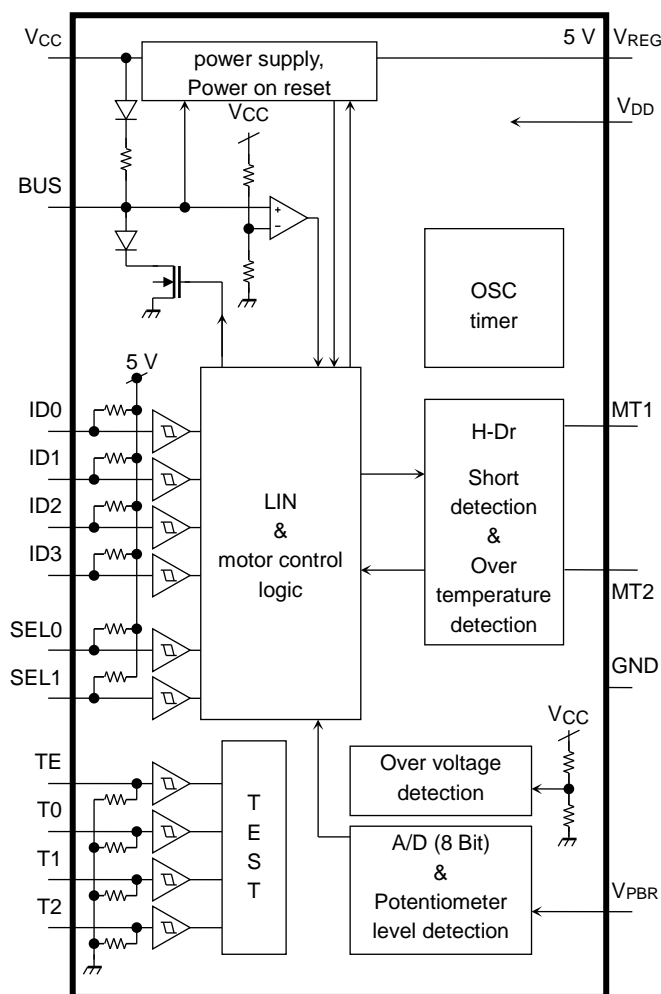 VCC
power supply,
Power on reset
5 V
VREG
VCC
VDD
BUS
+
−
OSC
timer
5 V
ID0
ID1
ID2
ID3
SEL0
SEL1
LIN
&
motor control
logic
H-Dr
Short
detection
&
Over
temperature
detection
MT1
MT2
GND
VCC
TE
T0
T1
T2
T
E
S
T
Over voltage
detection
A/D (8 Bit)
&
Potentiometer
level detection
VPBR